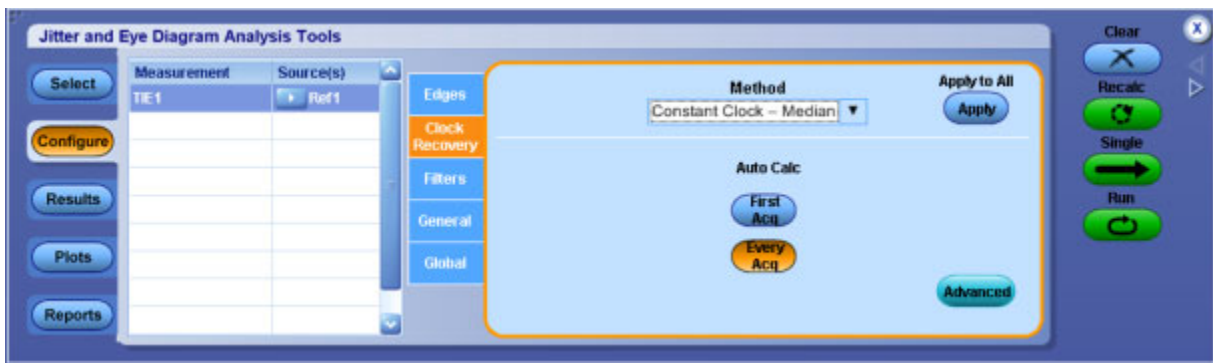 Jitter and Eye Diagram Analysis Tools
Select
Configure
Results
Plots
Reports
Measurement Source(s)
TIE1 Ref1
Edges
Clock
Recovery
Filters
General
Global
Method
Constant Clock – Median
Apply to All
Apply
Auto Calc
First
Acq
Every
Acq
Advanced
Clear
Recalc
Single
Run
X